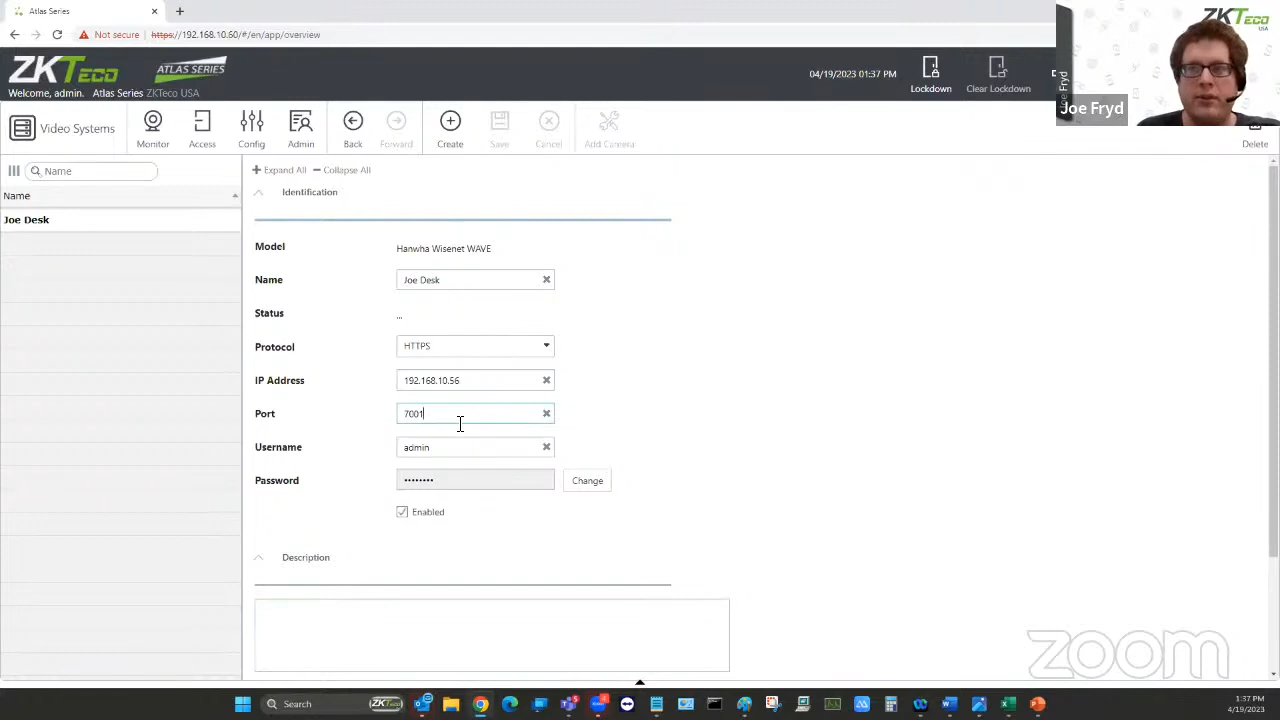 Atlas Series
Not secure
https://192.168.10.60/#/en/app/overview
ZKTeco
USA
ZKTeco
ATLAS SERIES
Welcome, admin. Atlas Series ZKTeco USA
04/19/2023 01:37 PM
Lockdown
Clear Lockdown
Joe Fryd
Joe Fryd
Video Systems
Monitor
Access
Config
Admin
Back
Forward
Create
Save
Cancel
Add Camera
Delete
Name
Expand All
Collapse All
Name
Joe Desk
Identification
Model
Hanwha Wisenet WAVE
Name
Joe Desk
Status
...
Protocol
HTTPS
IP Address
192.168.10.56
Port
7001
Username
admin
Password
••••••••
Change
Enabled
Description
zoom
Search
ZKTeco
1:37 PM
4/19/2023